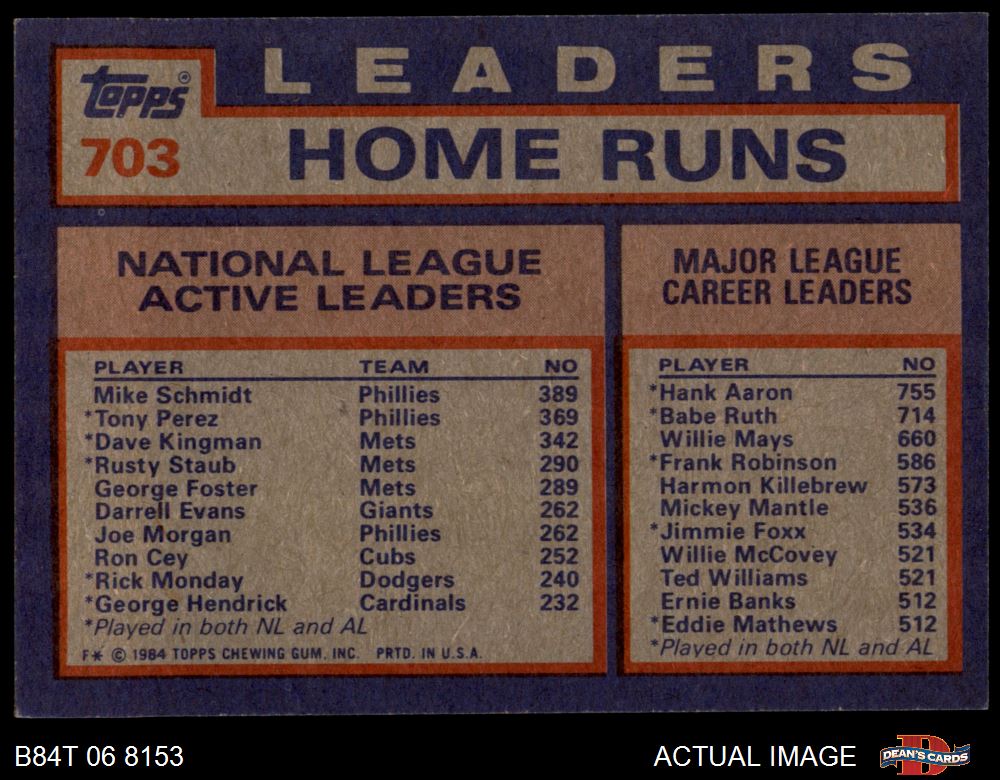 LEADERS
Topps®
703
HOME RUNS
NATIONAL LEAGUE
ACTIVE LEADERS
PLAYER TEAM NO
Mike Schmidt Phillies 389
*Tony Perez Phillies 369
*Dave Kingman Mets 342
*Rusty Staub Mets 290
George Foster Mets 289
Darrell Evans Giants 262
Joe Morgan Phillies 262
Ron Cey Cubs 252
*Rick Monday Dodgers 240
*George Hendrick Cardinals 232
*Played in both NL and AL
F* © 1984 TOPPS CHEWING GUM, INC. PRTD. IN U.S.A.
MAJOR LEAGUE
CAREER LEADERS
PLAYER NO
*Hank Aaron 755
*Babe Ruth 714
Willie Mays 660
*Frank Robinson 586
Harmon Killebrew 573
Mickey Mantle 536
*Jimmie Foxx 534
Willie McCovey 521
Ted Williams 521
Ernie Banks 512
*Eddie Mathews 512
*Played in both NL and AL
B84T 06 8153
ACTUAL IMAGE
DEAN'S CARDS